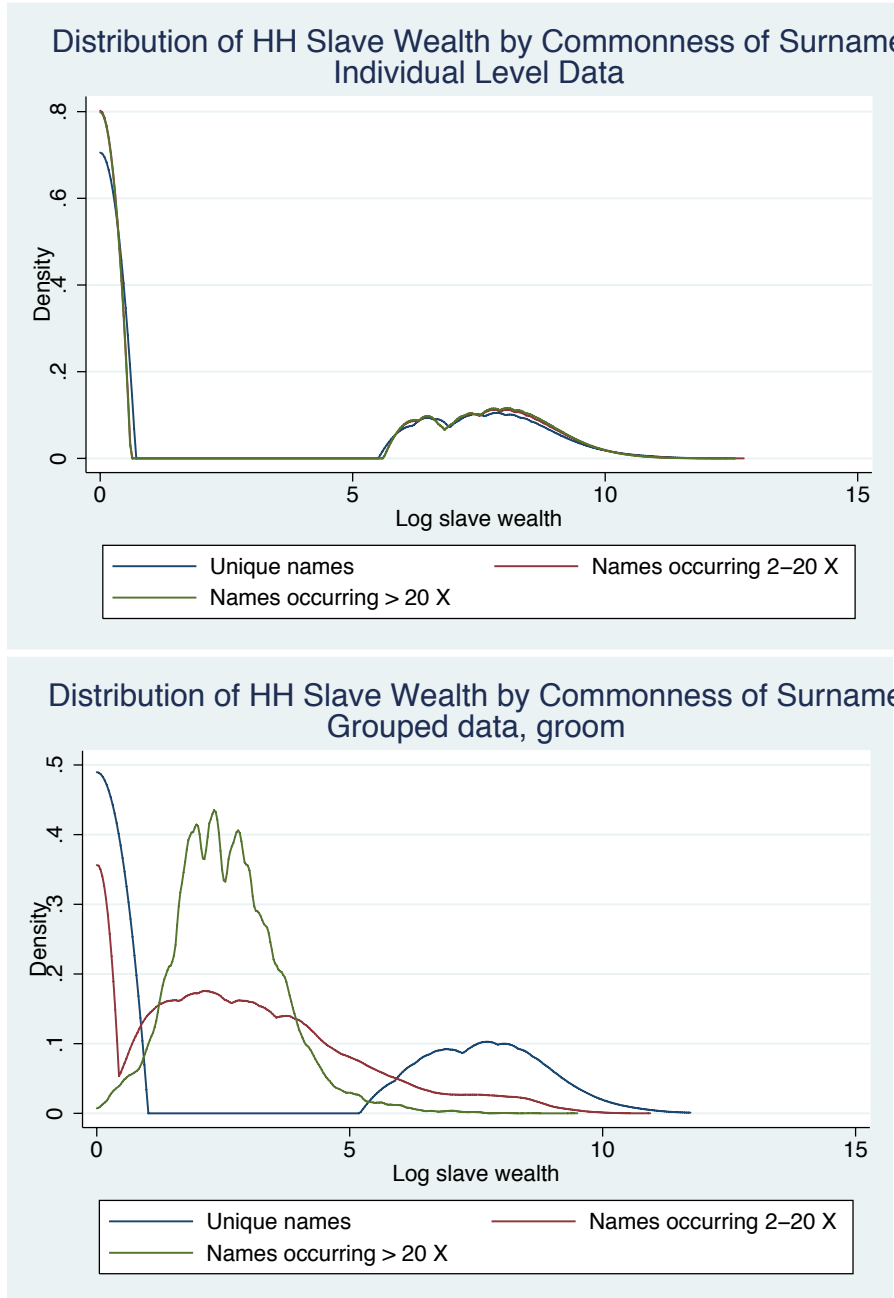 Distribution of HH Slave Wealth by Commonness of Surname
Individual Level Data
.8
.6
.4
.2
0
Density
0 5 10 15
Log slave wealth
Unique names Names occurring 2–20 X
Names occurring > 20 X
Distribution of HH Slave Wealth by Commonness of Surname
Grouped data, groom
.5
.4
.3
.2
.1
0
Density
0 5 10 15
Log slave wealth
Unique names Names occurring 2–20 X
Names occurring > 20 X